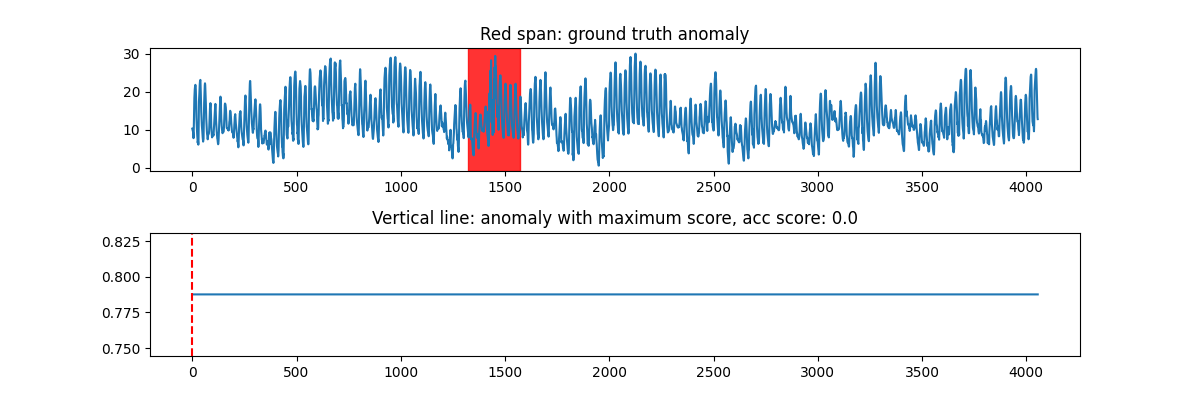 Red span: ground truth anomaly
30
20
10
0
0 500 1000 1500 2000 2500 3000 3500 4000
Vertical line: anomaly with maximum score, acc score: 0.0
0.825
0.800
0.775
0.750
0 500 1000 1500 2000 2500 3000 3500 4000